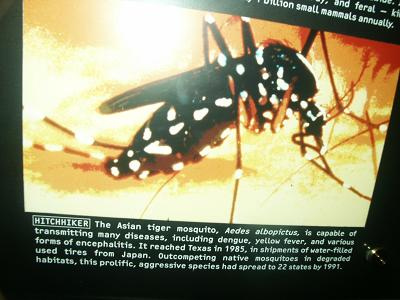 and feral — ki
1 billion small mammals annually.
HITCHHIKER The Asian tiger mosquito, Aedes albopictus, is capable of
transmitting many diseases, including dengue, yellow fever, and various
forms of encephalitis. It reached Texas in 1985, in shipments of water-filled
used tires from Japan. Outcompeting native mosquitoes in degraded
habitats, this prolific, aggressive species had spread to 22 states by 1991.